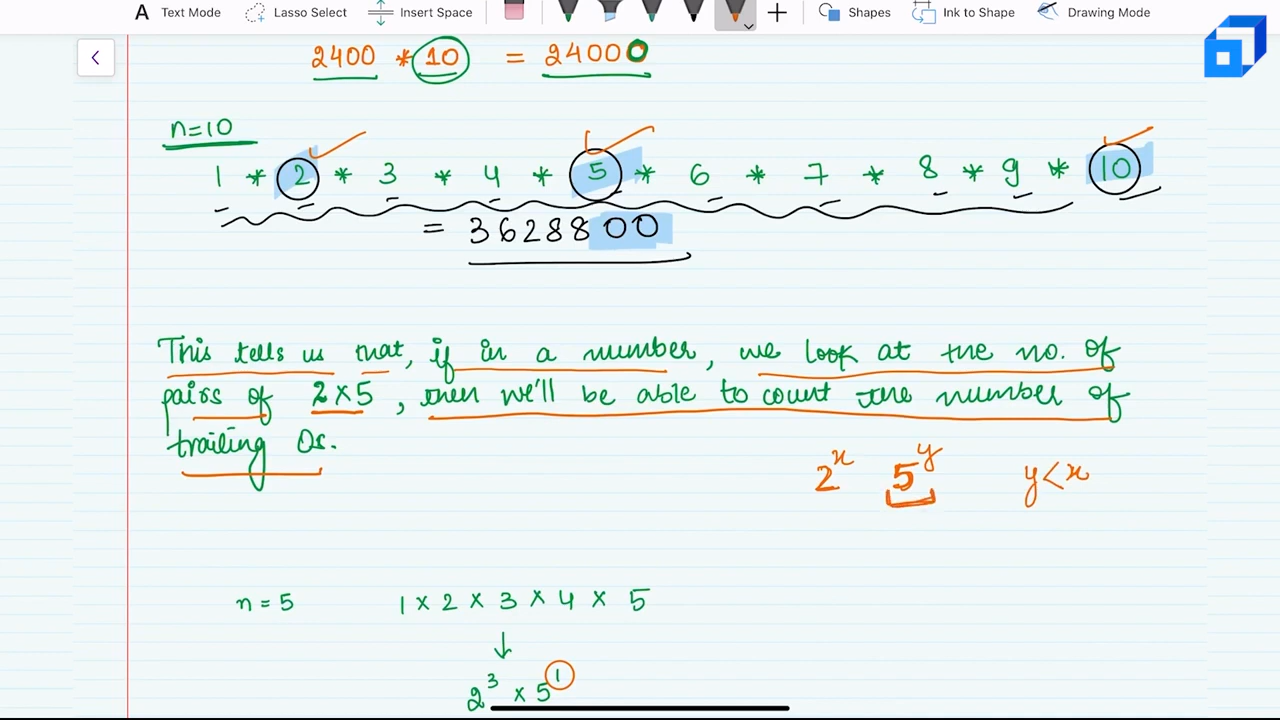 A Text Mode Lasso Select Insert Space + Shapes Ink to Shape Drawing Mode
2400 * 10 = 24000
n=10
1 * 2 * 3 * 4 * 5 * 6 * 7 * 8 * 9 * 10
= 3628800
This tells us that, if in a number, we look at the no. of
pairs of 2×5, then we'll be able to count the number of
trailing 0s.
2^x 5^y y<x
n = 5 1 × 2 × 3 × 4 × 5
↓
2^3 × 5^1